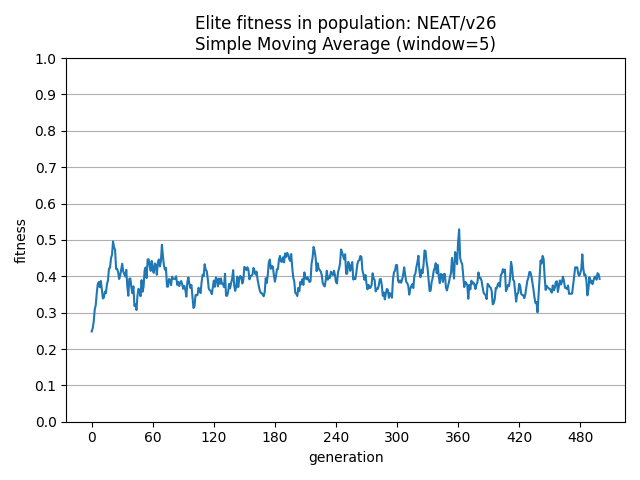 Elite fitness in population: NEAT/v26
Simple Moving Average (window=5)
1.0
0.9
0.8
0.7
0.6
0.5
0.4
0.3
0.2
0.1
0.0
fitness
0 60 120 180 240 300 360 420 480
generation